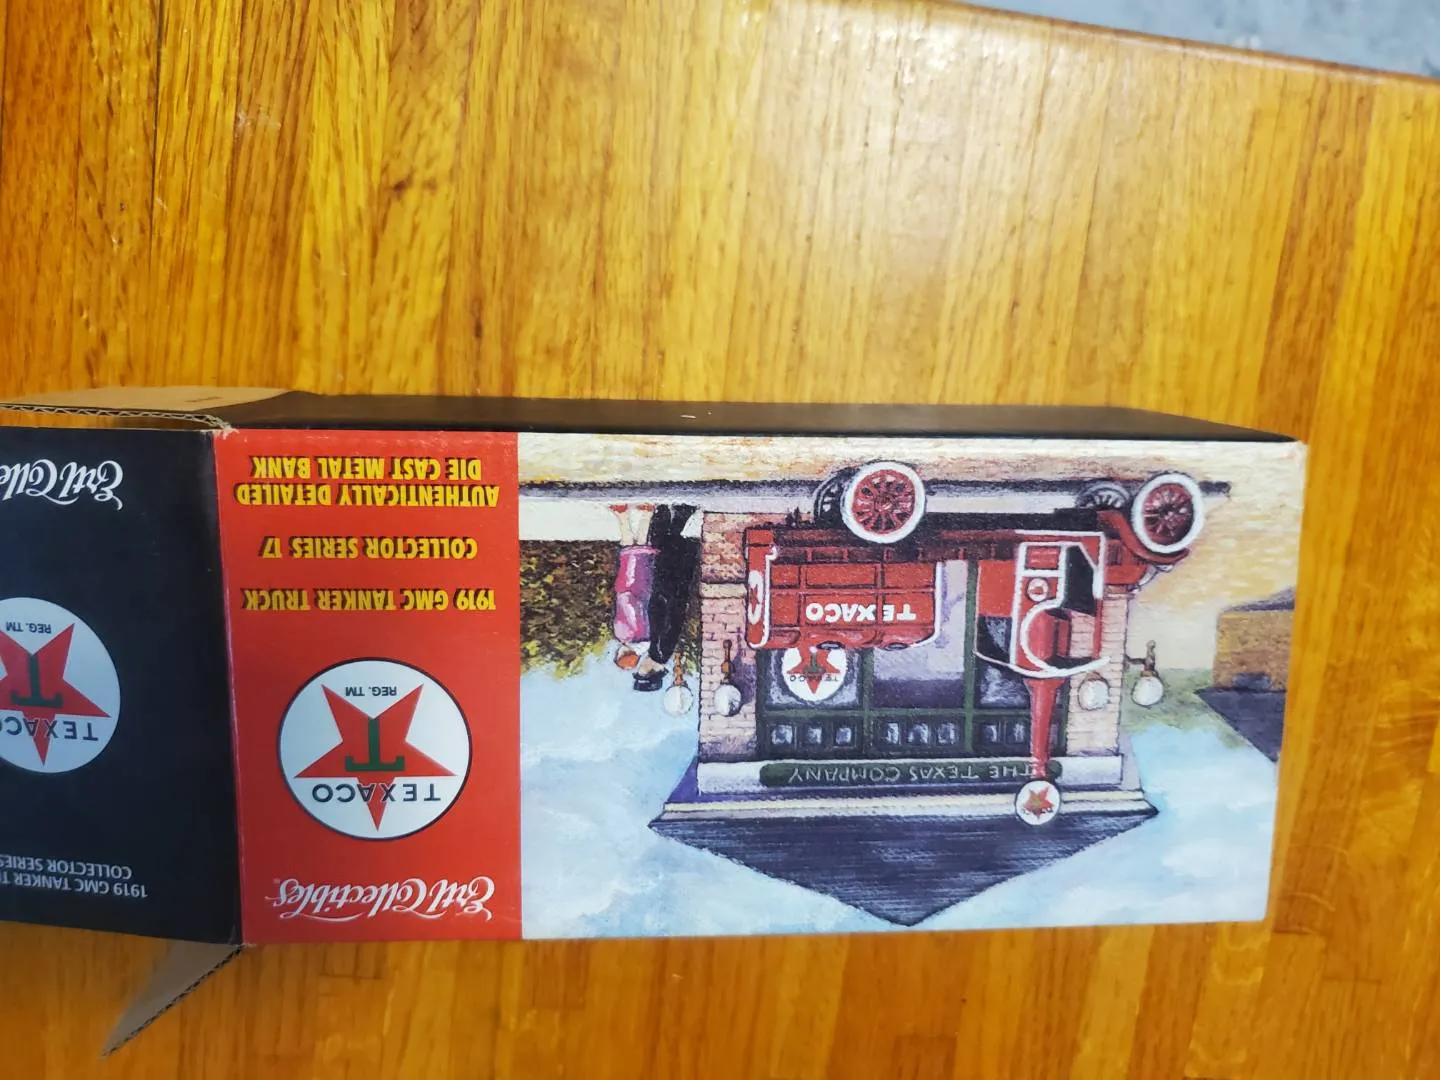 Ertl Collectibles
TEXACO
T
REG. TM
1919 GMC TANKER TRUCK
COLLECTOR SERIES 17
AUTHENTICALLY DETAILED
DIE CAST METAL BANK
THE TEXAS COMPANY
TEXACO
T
TEXACO
1919 GMC TANKER
COLLECTOR SERIES
TEXACO
T
REG. TM
Ertl